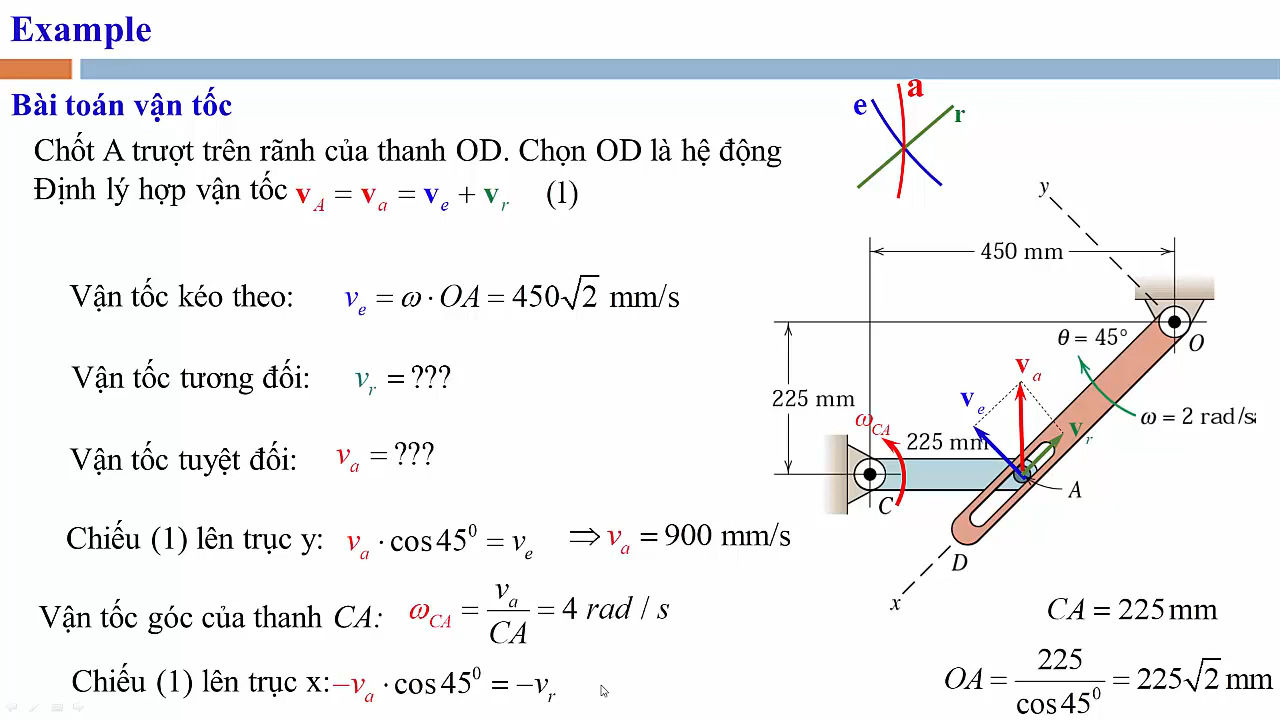 Example
Bài toán vận tốc
Chốt A trượt trên rãnh của thanh OD. Chọn OD là hệ động
Định lý hợp vận tốc v_A = v_a = v_e + v_r (1)
Vận tốc kéo theo: v_e = ω · OA = 450√2 mm/s
Vận tốc tương đối: v_r = ???
Vận tốc tuyệt đối: v_a = ???
Chiếu (1) lên trục y: v_a · cos 45⁰ = v_e ⇒ v_a = 900 mm/s
Vận tốc góc của thanh CA: ω_CA = v_a / CA = 4 rad / s
Chiếu (1) lên trục x: −v_a · cos 45⁰ = −v_r
e
a
r
y
450 mm
θ = 45°
O
v_a
225 mm
v_e
ω = 2 rad/s
ω_CA
225 mm
v_r
A
C
D
x
CA = 225 mm
OA = 225 / cos 45⁰ = 225√2 mm